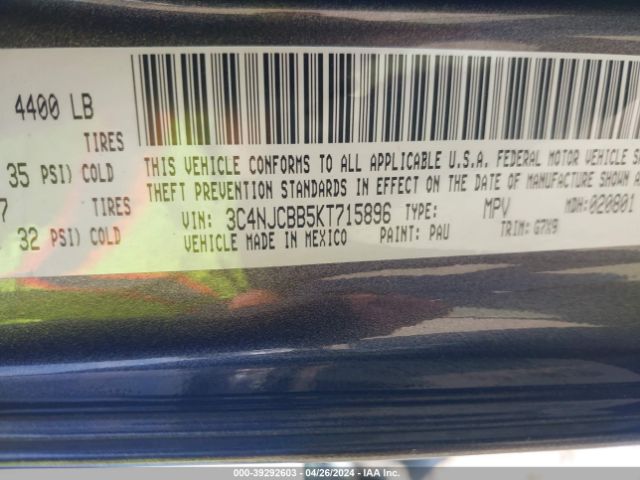 4400 LB
TIRES
35 PSI) COLD
THIS VEHICLE CONFORMS TO ALL APPLICABLE U.S.A. FEDERAL MOTOR VEHICLE
THEFT PREVENTION STANDARDS IN EFFECT ON THE DATE OF MANUFACTURE SHOWN
7 TIRES
VIN: 3C4NJCBB5KT715896 TYPE: MPV MDH:020801
32 PSI) COLD
VEHICLE MADE IN MEXICO PAINT: PAU TRIM: G7X9
000-39292603 - 04/26/2024 - IAA Inc.